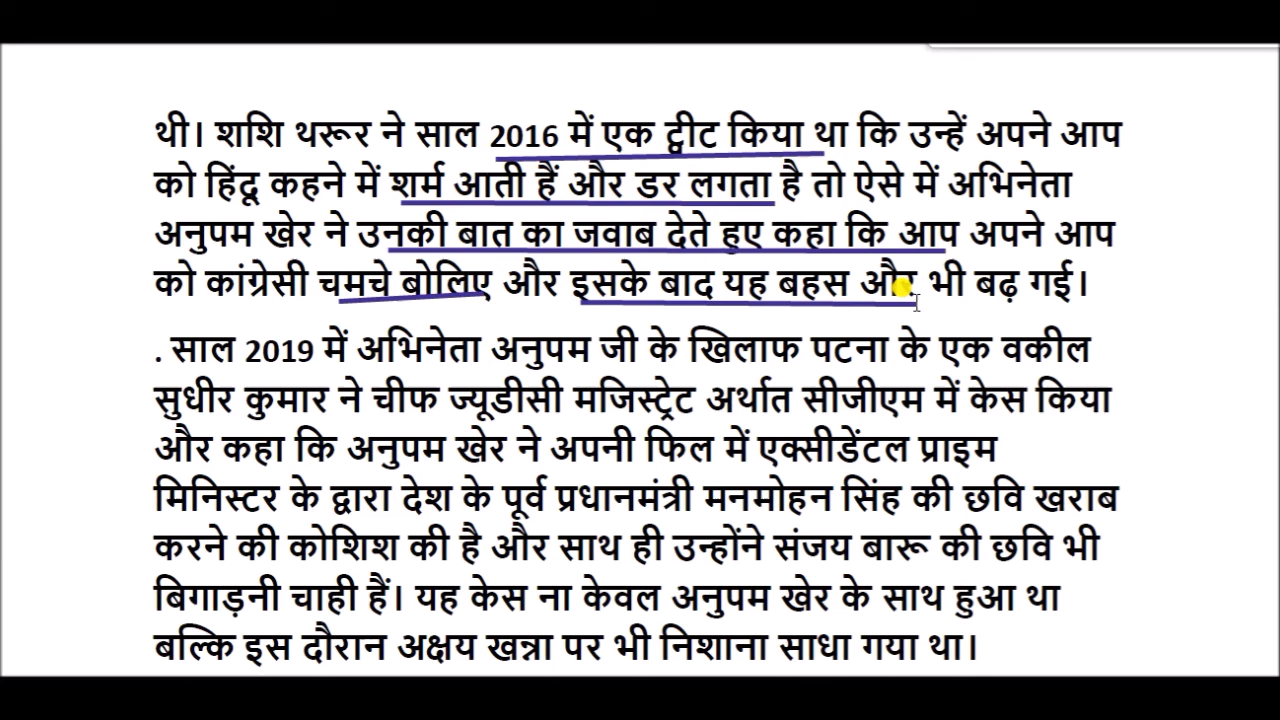 थी। शशि थरूर ने साल 2016 में एक ट्वीट किया था कि उन्हें अपने आप
को हिंदू कहने में शर्म आती हैं और डर लगता है तो ऐसे में अभिनेता
अनुपम खेर ने उनकी बात का जवाब देते हुए कहा कि आप अपने आप
को कांग्रेसी चमचे बोलिए और इसके बाद यह बहस और भी बढ़ गई।
. साल 2019 में अभिनेता अनुपम जी के खिलाफ पटना के एक वकील
सुधीर कुमार ने चीफ ज्यूडीसी मजिस्ट्रेट अर्थात सीजीएम में केस किया
और कहा कि अनुपम खेर ने अपनी फिल में एक्सीडेंटल प्राइम
मिनिस्टर के द्वारा देश के पूर्व प्रधानमंत्री मनमोहन सिंह की छवि खराब
करने की कोशिश की है और साथ ही उन्होंने संजय बारू की छवि भी
बिगाड़नी चाही हैं। यह केस ना केवल अनुपम खेर के साथ हुआ था
बल्कि इस दौरान अक्षय खन्ना पर भी निशाना साधा गया था।